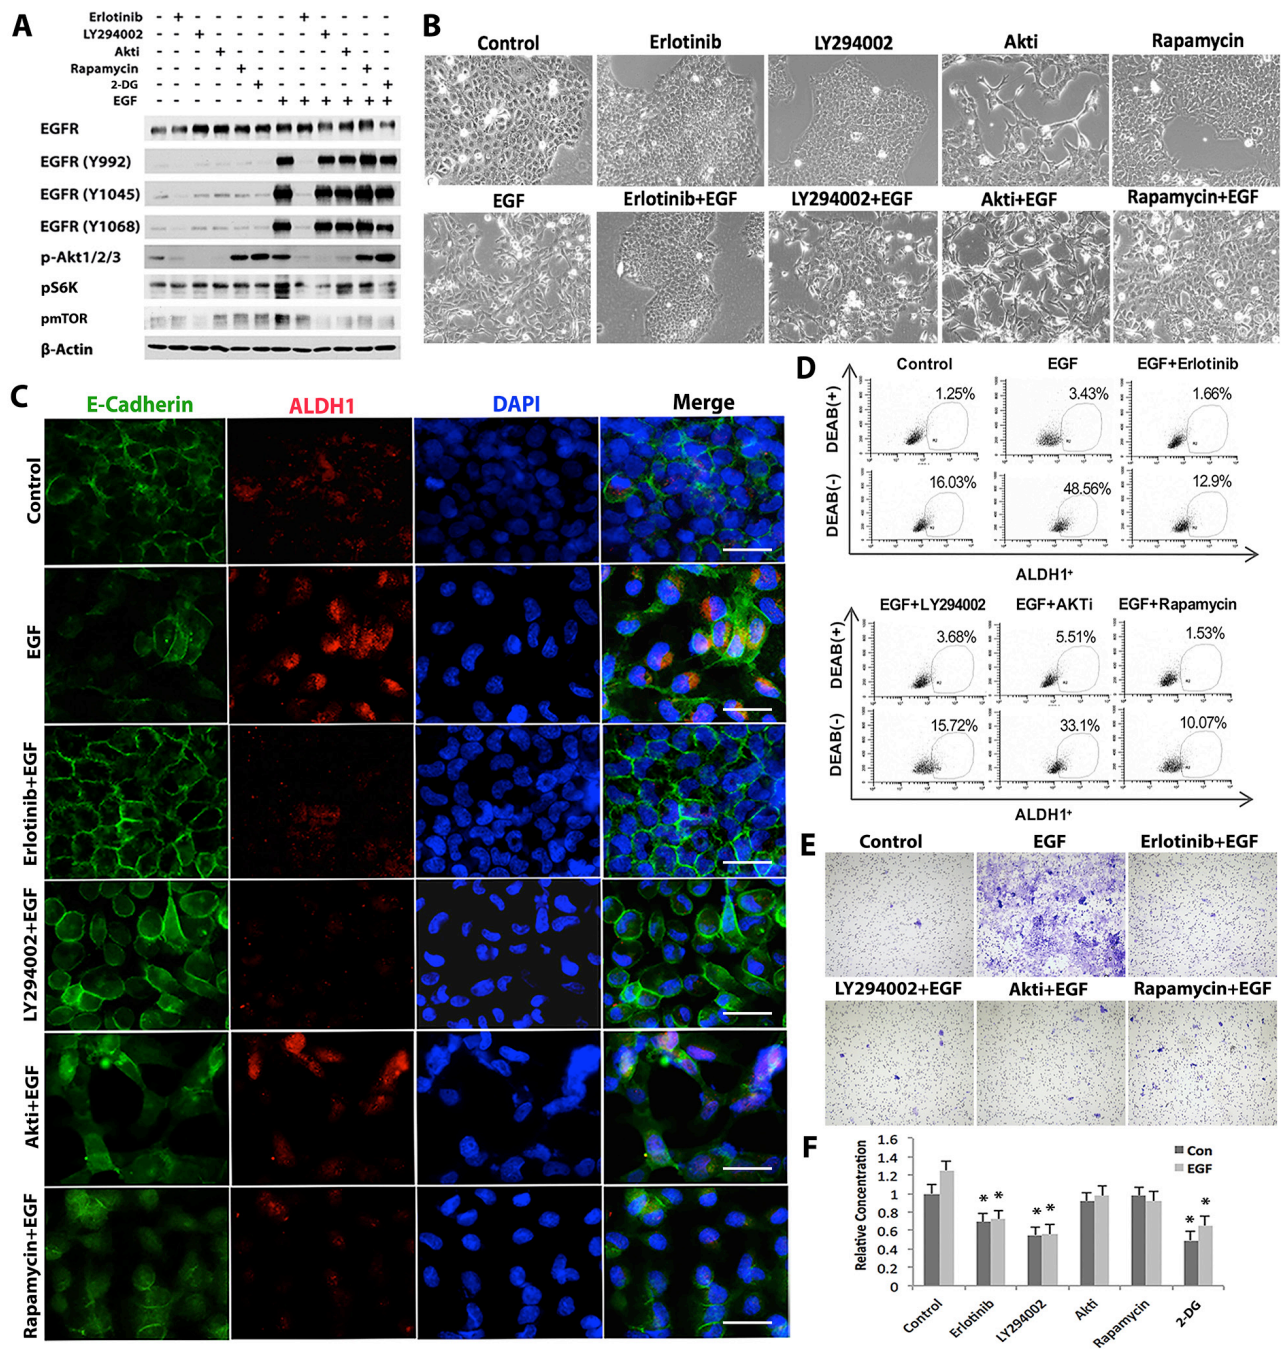 A
Erlotinib - + - - - - - + - - - -
LY294002 - - + - - - - - + - - -
Akti - - - + - - - - - + - -
Rapamycin - - - - + - - - - - + -
2-DG - - - - - + - - - - - +
EGF - - - - - - + + + + + +
EGFR
EGFR (Y992)
EGFR (Y1045)
EGFR (Y1068)
p-Akt1/2/3
pS6K
pmTOR
β-Actin
B
Control Erlotinib LY294002 Akti Rapamycin
EGF Erlotinib+EGF LY294002+EGF Akti+EGF Rapamycin+EGF
C
E-Cadherin ALDH1 DAPI Merge
Control
EGF
Erlotinib+EGF
LY294002+EGF
Akti+EGF
Rapamycin+EGF
D
Control EGF EGF+Erlotinib
DEAB(+)
1.25% 3.43% 1.66%
DEAB(-)
16.03% 48.56% 12.9%
ALDH1+
EGF+LY294002 EGF+AKTi EGF+Rapamycin
DEAB(+)
3.68% 5.51% 1.53%
DEAB(-)
15.72% 33.1% 10.07%
ALDH1+
E
Control EGF Erlotinib+EGF
LY294002+EGF Akti+EGF Rapamycin+EGF
F
Relative Concentration
1.6
1.4
1.2
1
0.8
0.6
0.4
0.2
0
Con
EGF
* * * * * *
Control Erlotinib LY294002 Akti Rapamycin 2-DG